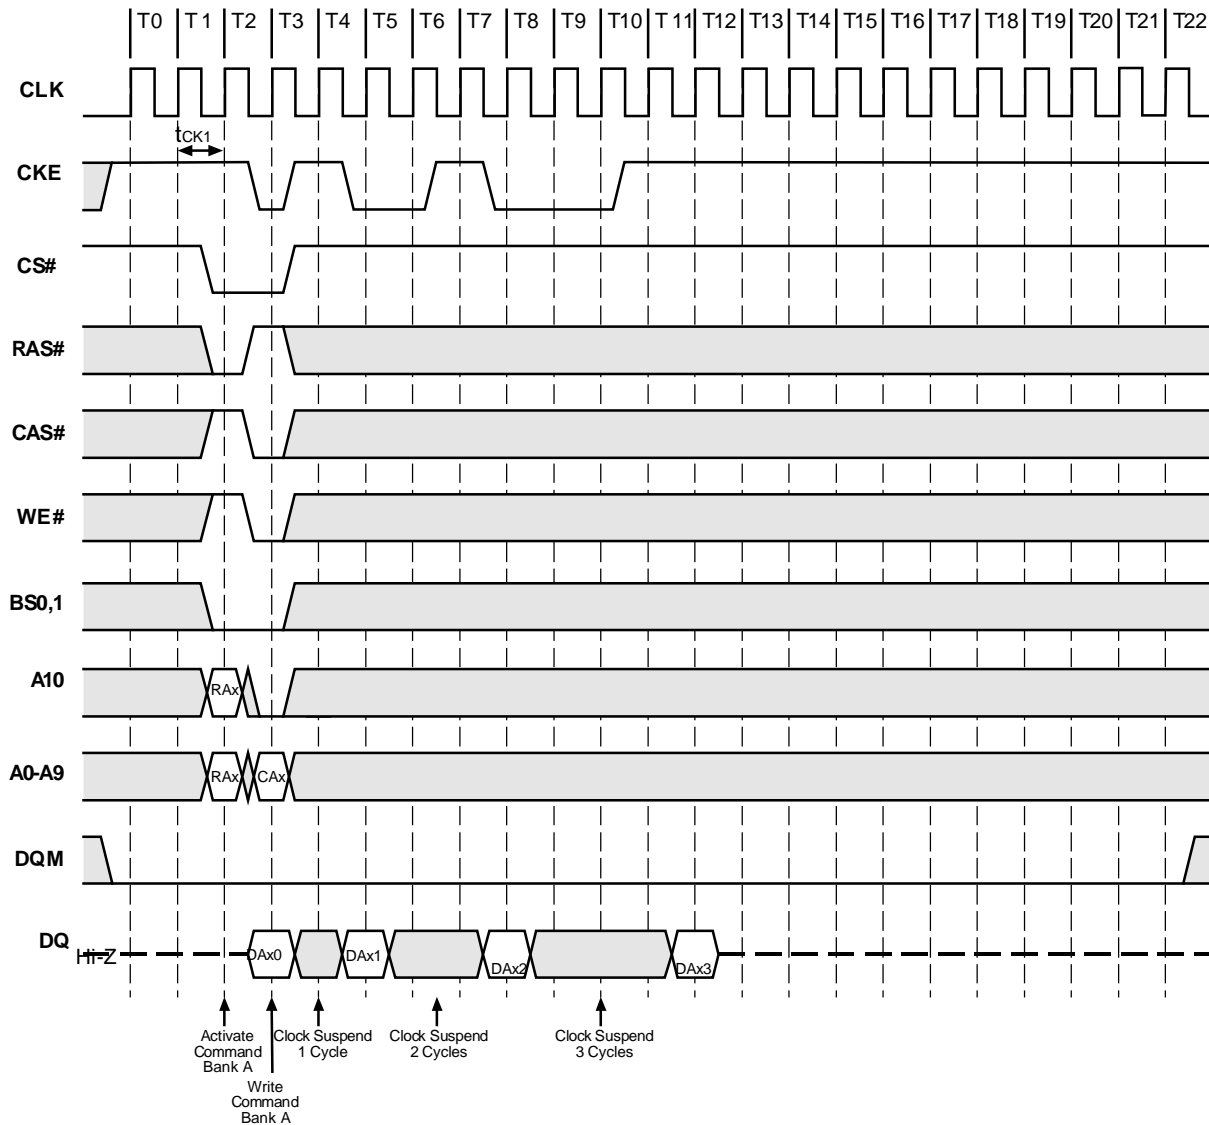 T0 T1 T2 T3 T4 T5 T6 T7 T8 T9 T10 T11 T12 T13 T14 T15 T16 T17 T18 T19 T20 T21 T22
CLK
tCK1
CKE
CS#
RAS#
CAS#
WE#
BS0,1
A10 RAx
A0-A9 RAx CAx
DQM
DQ
Hi-Z DAx0 DAx1 DAx2 DAx3
Activate Clock Suspend Clock Suspend Clock Suspend
Command 1 Cycle 2 Cycles 3 Cycles
Bank A
Write
Command
Bank A